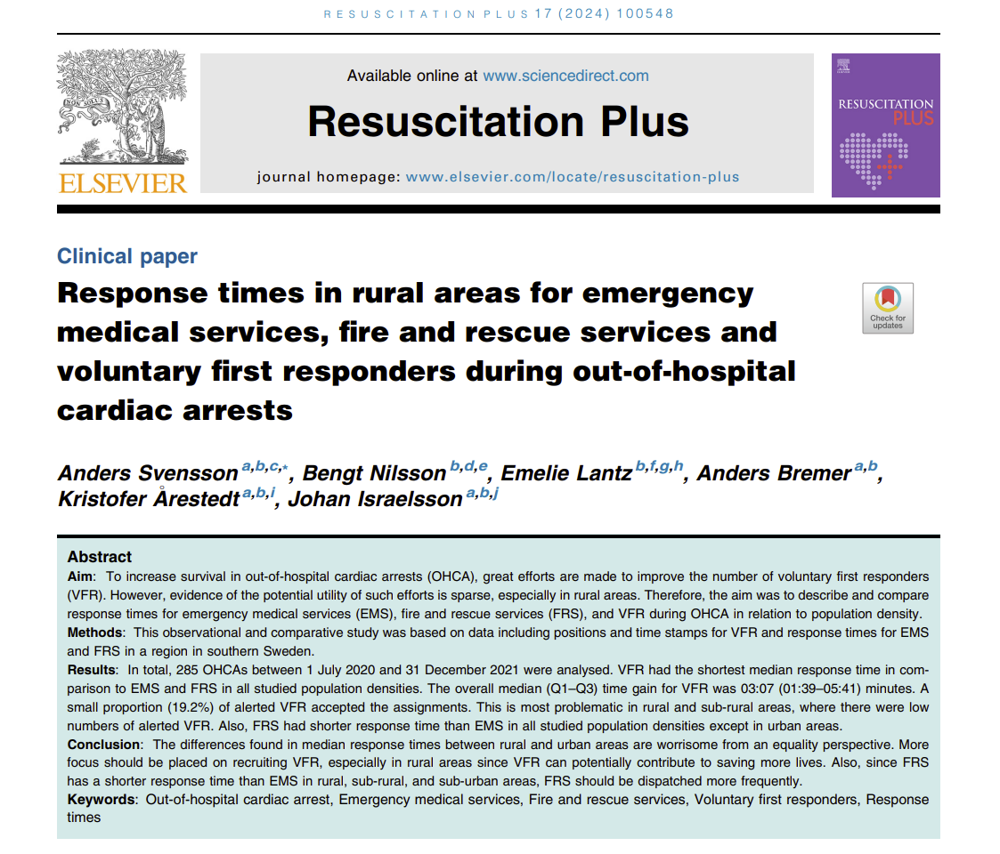 RESUSCITATION PLUS 17 (2024) 100548
NON SOLUS
ELSEVIER
Available online at www.sciencedirect.com
Resuscitation Plus
journal homepage: www.elsevier.com/locate/resuscitation-plus
RESUSCITATION
PLUS
Clinical paper
Response times in rural areas for emergency
medical services, fire and rescue services and
voluntary first responders during out-of-hospital
cardiac arrests
Check for
updates
Anders Svensson a,b,c,*, Bengt Nilsson b,d,e, Emelie Lantz b,f,g,h, Anders Bremer a,b,
Kristofer Årestedt a,b,i, Johan Israelsson a,b,j
Abstract
Aim: To increase survival in out-of-hospital cardiac arrests (OHCA), great efforts are made to improve the number of voluntary first responders
(VFR). However, evidence of the potential utility of such efforts is sparse, especially in rural areas. Therefore, the aim was to describe and compare
response times for emergency medical services (EMS), fire and rescue services (FRS), and VFR during OHCA in relation to population density.
Methods: This observational and comparative study was based on data including positions and time stamps for VFR and response times for EMS
and FRS in a region in southern Sweden.
Results: In total, 285 OHCAs between 1 July 2020 and 31 December 2021 were analysed. VFR had the shortest median response time in com-
parison to EMS and FRS in all studied population densities. The overall median (Q1–Q3) time gain for VFR was 03:07 (01:39–05:41) minutes. A
small proportion (19.2%) of alerted VFR accepted the assignments. This is most problematic in rural and sub-rural areas, where there were low
numbers of alerted VFR. Also, FRS had shorter response time than EMS in all studied population densities except in urban areas.
Conclusion: The differences found in median response times between rural and urban areas are worrisome from an equality perspective. More
focus should be placed on recruiting VFR, especially in rural areas since VFR can potentially contribute to saving more lives. Also, since FRS
has a shorter response time than EMS in rural, sub-rural, and sub-urban areas, FRS should be dispatched more frequently.
Keywords: Out-of-hospital cardiac arrest, Emergency medical services, Fire and rescue services, Voluntary first responders, Response
times